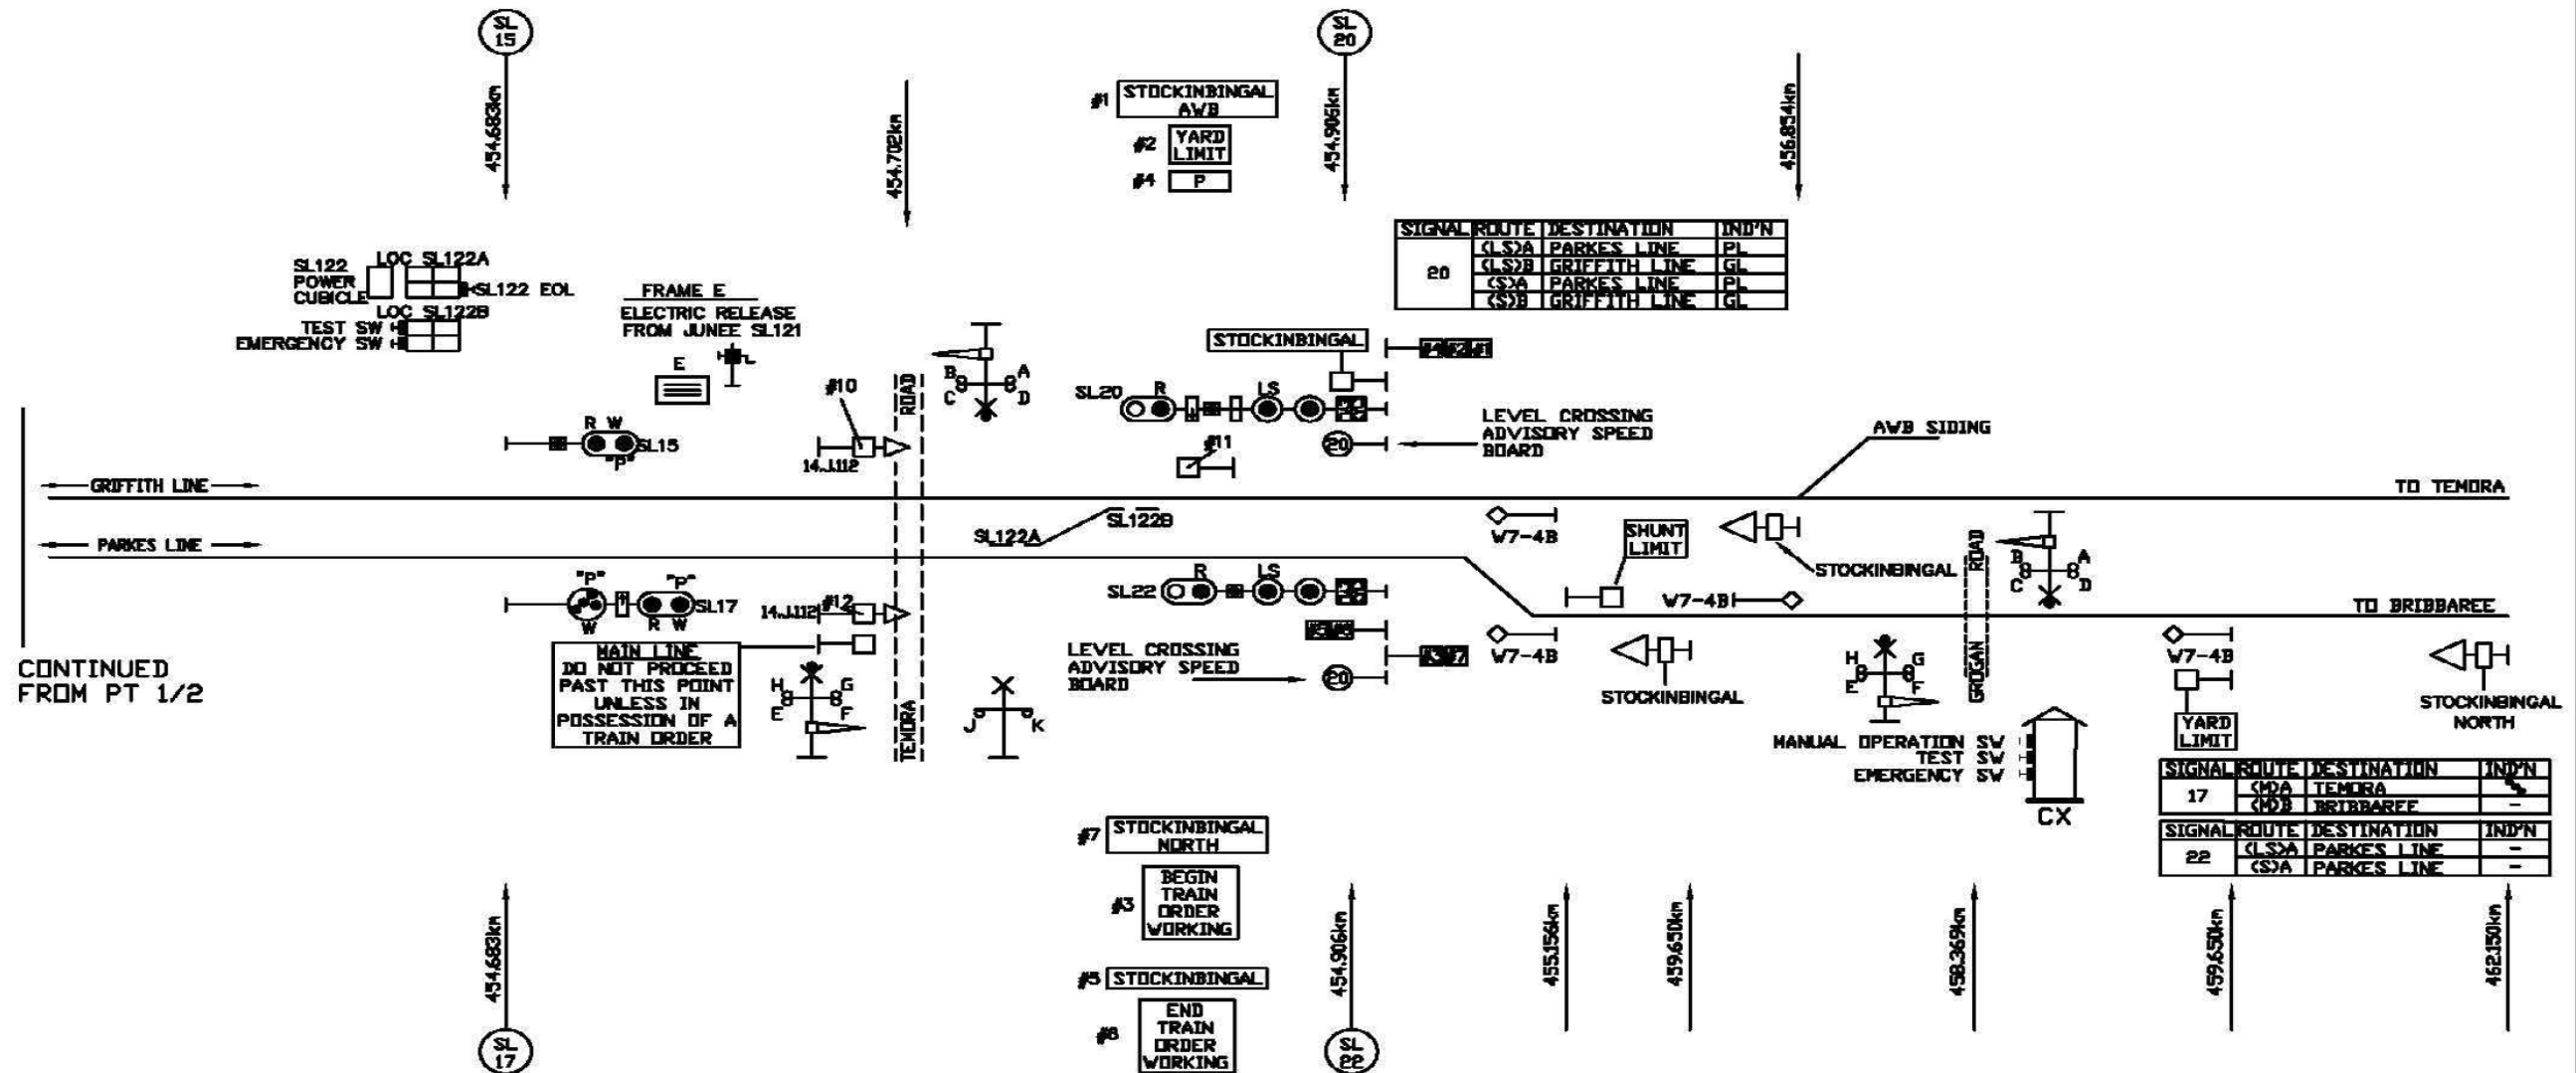 SL
15
454.683km
454.702km
#1
STOCKINBINGAL
AWB
#2
YARD
LIMIT
#4
P
SL
20
454.906km
456.854km
SIGNAL ROUTE DESTINATION IND'N
20
(LS)A PARKES LINE PL
(LS)B GRIFFITH LINE GL
(S)A PARKES LINE PL
(S)B GRIFFITH LINE GL
SL122
POWER
CUBICLE
LOC SL122A
SL122 EOL
LOC SL122B
TEST SW
EMERGENCY SW
FRAME E
ELECTRIC RELEASE
FROM JUNEE SL121
E
#10
R W
SL15
"P"
14.J.112
ROAD
B A
C D
STOCKINBINGAL
SL20
R
LS
#11
20
LEVEL CROSSING
ADVISORY SPEED
BOARD
AWB SIDING
GRIFFITH LINE
TO TEMORA
PARKES LINE
SL122A
SL122B
W7-4B
SHUNT
LIMIT
STOCKINBINGAL
ROAD
B A
C D
"P"
W
"P"
R W
SL17
14.J.112
#12
SL22
R
LS
W7-4B
TO BRIBBAREE
CONTINUED
FROM PT 1/2
MAIN LINE
DO NOT PROCEED
PAST THIS POINT
UNLESS IN
POSSESSION OF A
TRAIN ORDER
H G
E F
TEMORA
J K
LEVEL CROSSING
ADVISORY SPEED
BOARD
20
W7-4B
STOCKINBINGAL
H G
E F
GROGAN
W7-4B
YARD
LIMIT
STOCKINBINGAL
NORTH
MANUAL OPERATION SW
TEST SW
EMERGENCY SW
CX
SIGNAL ROUTE DESTINATION IND'N
17
(M)A TEMORA
(M)B BRIBBAREE -
SIGNAL ROUTE DESTINATION IND'N
22
(LS)A PARKES LINE -
(S)A PARKES LINE -
#7
STOCKINBINGAL
NORTH
#3
BEGIN
TRAIN
ORDER
WORKING
#5
STOCKINBINGAL
END
TRAIN
ORDER
WORKING
454.683km
SL
17
454.906km
SL
22
455.156km
459.650km
458.369km
459.650km
462.150km